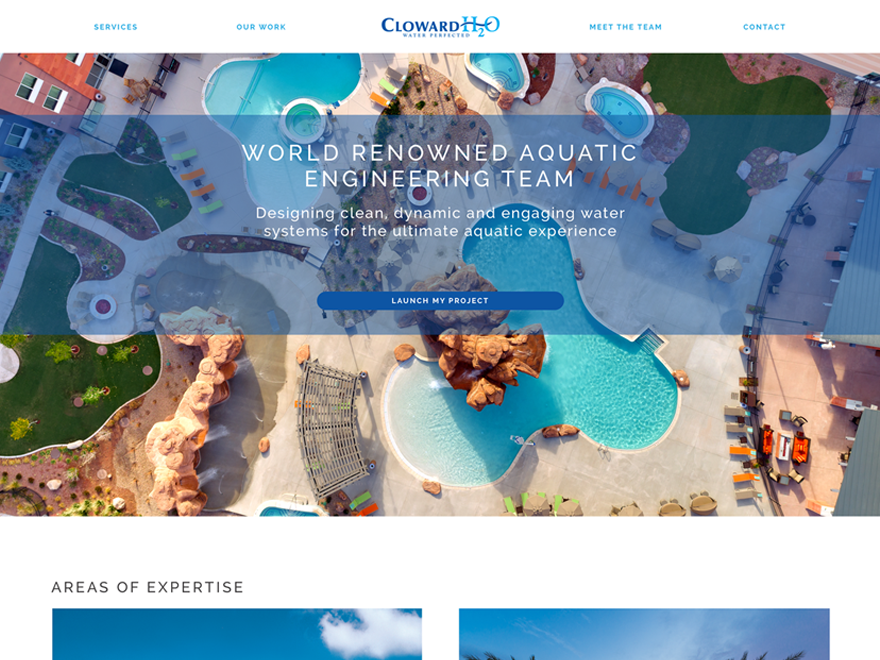 SERVICES
OUR WORK
CLOWARD H2O
WATER PERFECTED
MEET THE TEAM
CONTACT
WORLD RENOWNED AQUATIC
ENGINEERING TEAM
Designing clean, dynamic and engaging water
systems for the ultimate aquatic experience
LAUNCH MY PROJECT
AREAS OF EXPERTISE